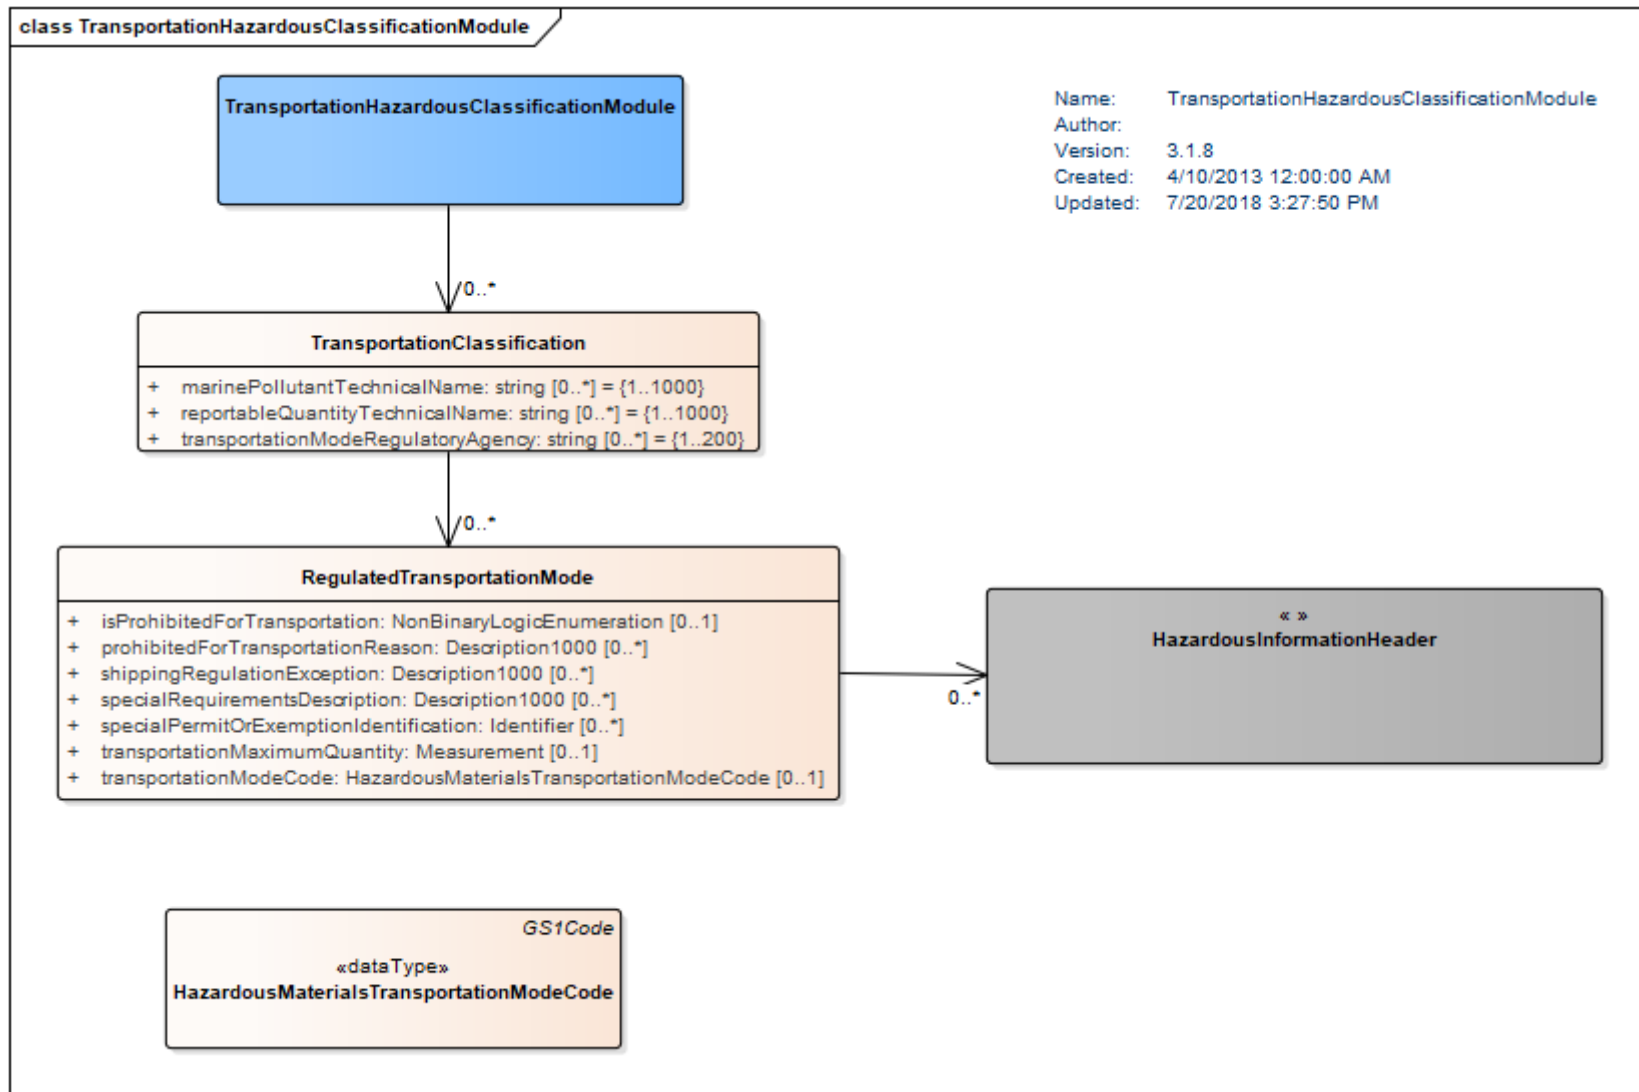 class TransportationHazardousClassificationModule
TransportationHazardousClassificationModule
Name: TransportationHazardousClassificationModule
Author:
Version: 3.1.8
Created: 4/10/2013 12:00:00 AM
Updated: 7/20/2018 3:27:50 PM
0..*
TransportationClassification
+ marinePollutantTechnicalName: string [0..*] = {1..1000}
+ reportableQuantityTechnicalName: string [0..*] = {1..1000}
+ transportationModeRegulatoryAgency: string [0..*] = {1..200}
0..*
RegulatedTransportationMode
+ isProhibitedForTransportation: NonBinaryLogicEnumeration [0..1]
+ prohibitedForTransportationReason: Description1000 [0..*]
+ shippingRegulationException: Description1000 [0..*]
+ specialRequirementsDescription: Description1000 [0..*]
+ specialPermitOrExemptionIdentification: Identifier [0..*]
+ transportationMaximumQuantity: Measurement [0..1]
+ transportationModeCode: HazardousMaterialsTransportationModeCode [0..1]
0..*
« »
HazardousInformationHeader
GS1Code
«dataType»
HazardousMaterialsTransportationModeCode